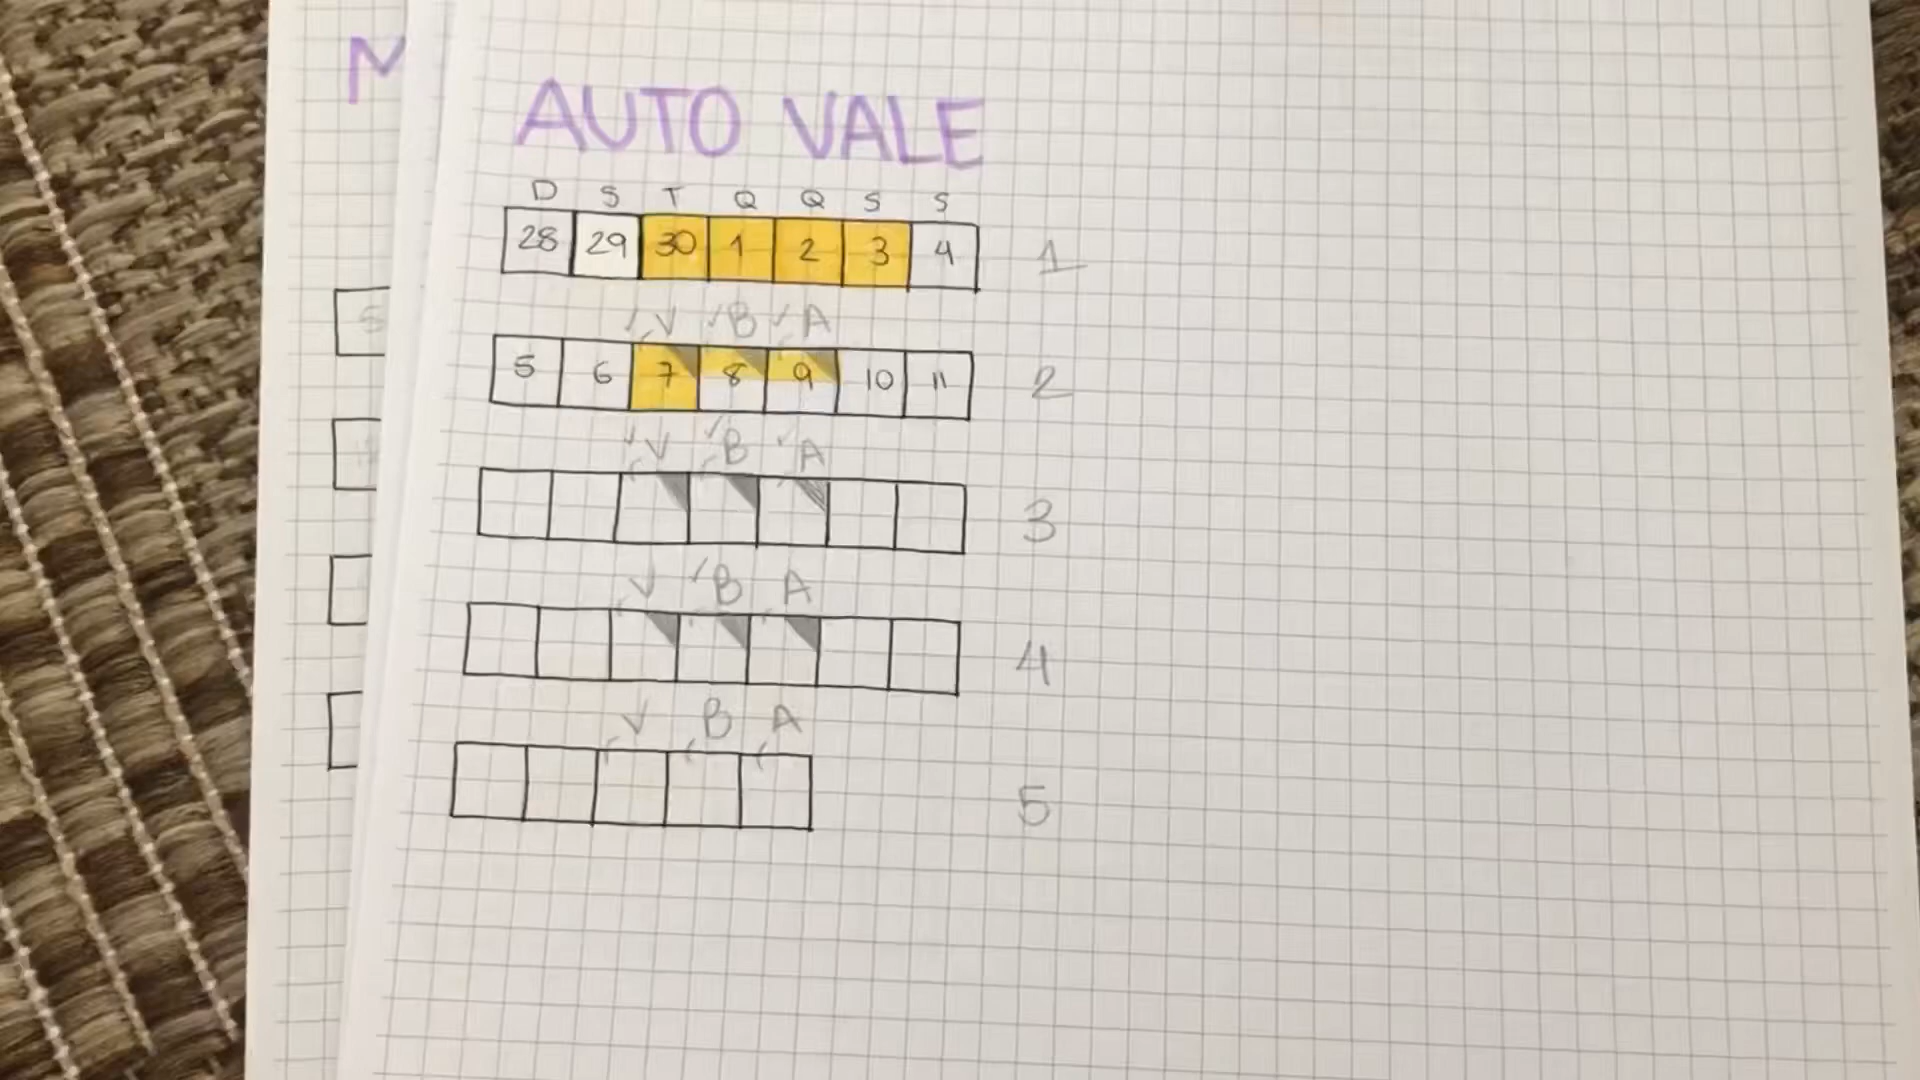 AUTO VALE
D S T Q Q S S
28 29 30 1 2 3 4 1
✓V ✓B ✓A
5 6 7 8 9 10 11 2
✓V ✓B ✓A
3
V ✓B A
4
V B A
5